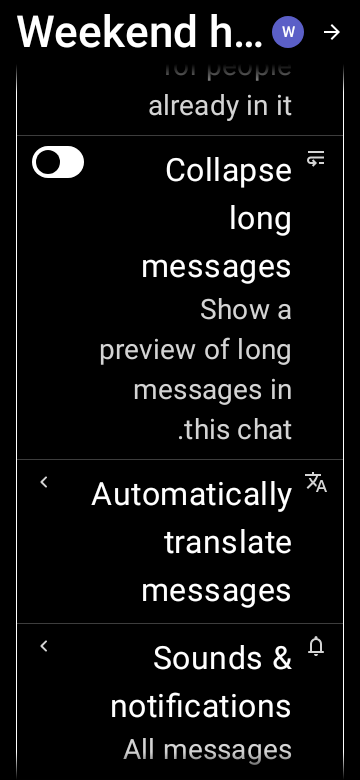 Weekend h…
W
for people
already in it
Collapse
long
messages
Show a
preview of long
messages in
.this chat
Automatically
translate
messages
Sounds &
notifications
All messages